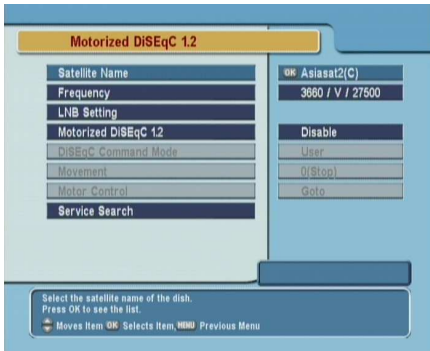 Motorized DiSEqC 1.2
Satellite Name OK Asiasat2(C)
Frequency 3660 / V / 27500
LNB Setting
Motorized DiSEqC 1.2 Disable
DiSEqC Command Mode User
Movement 0(Stop)
Motor Control Goto
Service Search
Select the satellite name of the dish.
Press OK to see the list.
Moves Item OK Selects Item, MENU Previous Menu